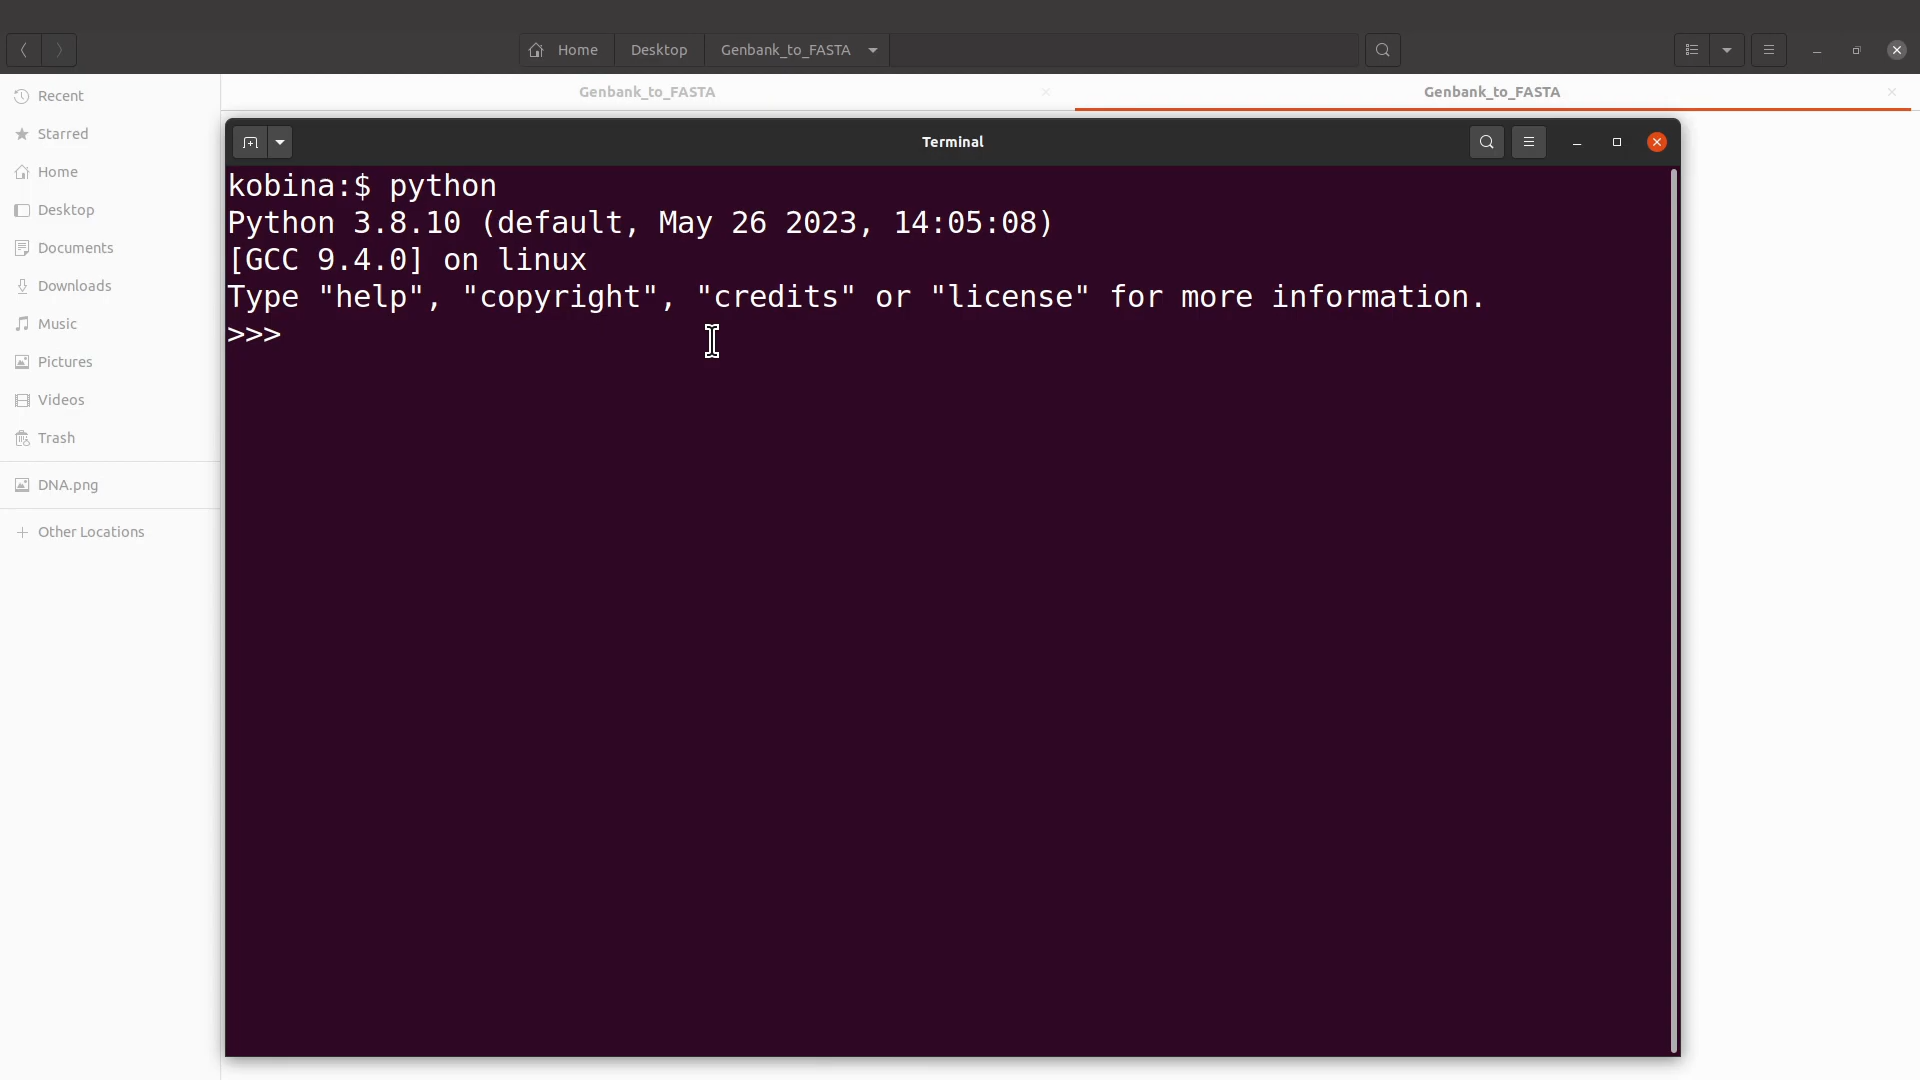 Home Desktop Genbank_to_FASTA
Genbank_to_FASTA Genbank_to_FASTA
Recent
Starred
Home
Desktop
Documents
Downloads
Music
Pictures
Videos
Trash
DNA.png
Other Locations
Terminal
kobina:$ python
Python 3.8.10 (default, May 26 2023, 14:05:08)
[GCC 9.4.0] on linux
Type "help", "copyright", "credits" or "license" for more information.
>>>